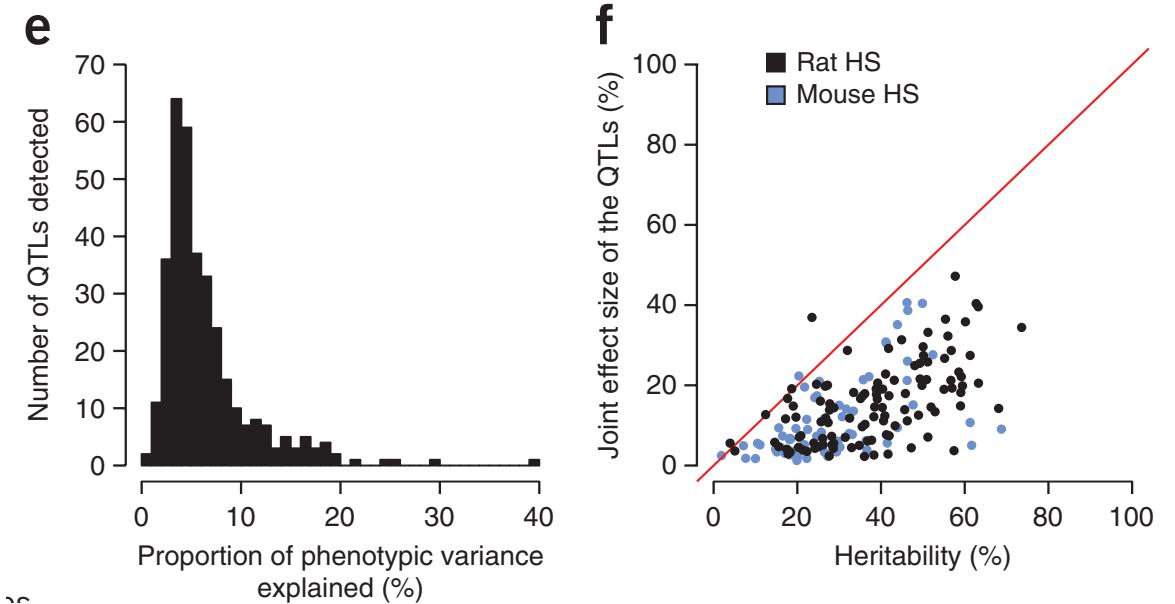 e
70
60
50
40
30
20
10
0
Number of QTLs detected
0 10 20 30 40
Proportion of phenotypic variance
explained (%)
f
Rat HS
Mouse HS
100
80
60
40
20
0
Joint effect size of the QTLs (%)
0 20 40 60 80 100
Heritability (%)